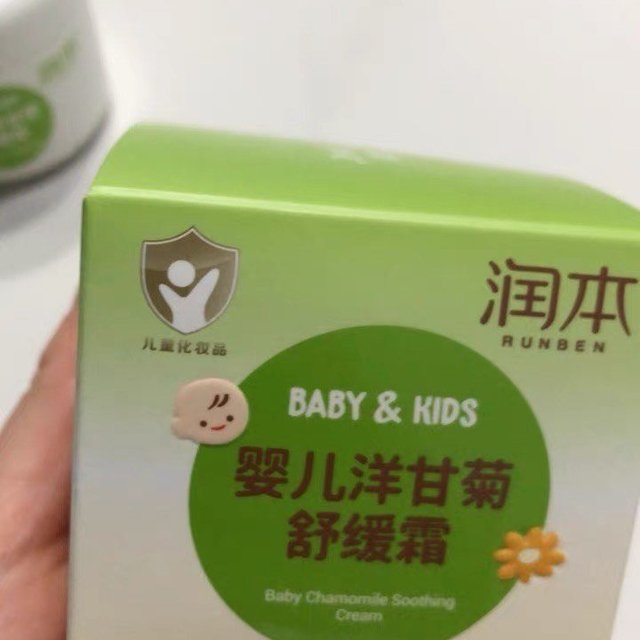 儿童化妆品
润本
RUNBEN
BABY & KIDS
婴儿洋甘菊
舒缓霜
Baby Chamomile Soothing
Cream